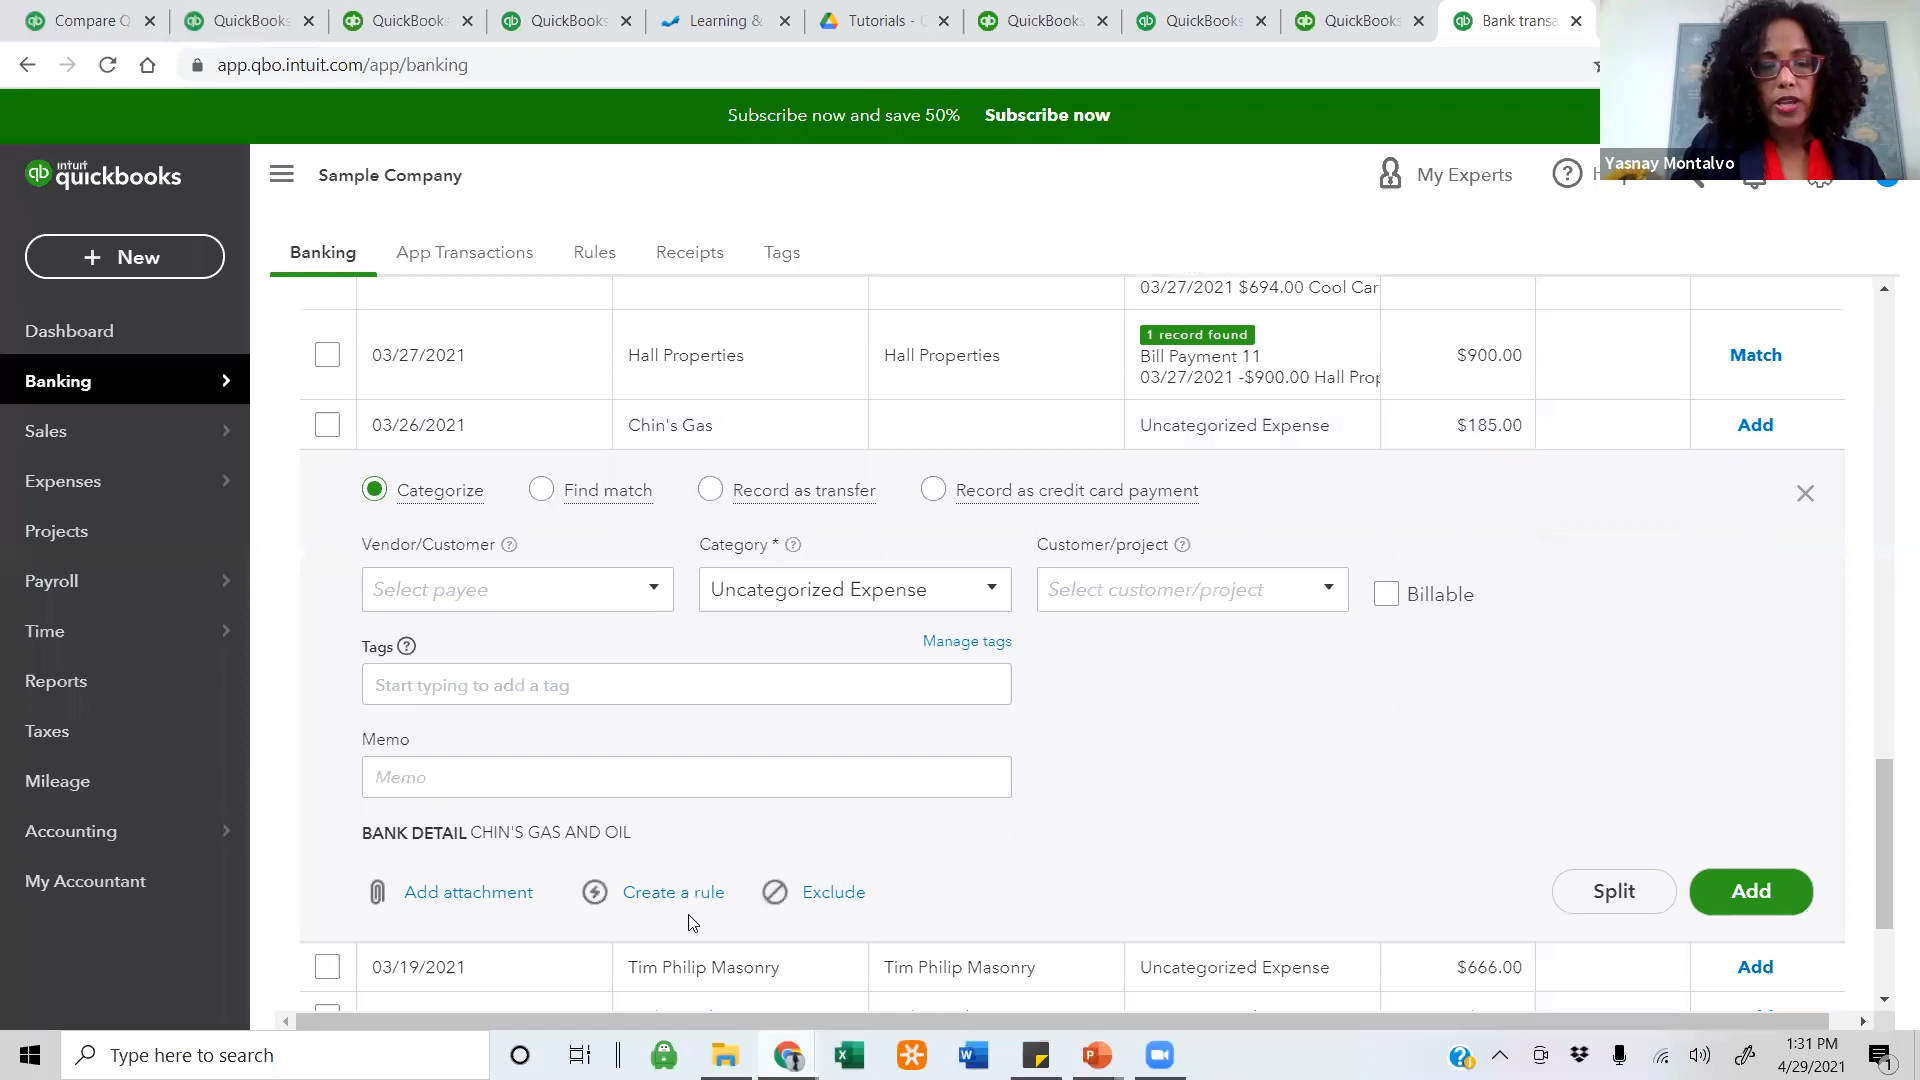 Compare Q
QuickBooks
QuickBooks
QuickBooks
Learning &
Tutorials -
QuickBooks
QuickBooks
QuickBooks
Bank transa
app.qbo.intuit.com/app/banking
Subscribe now and save 50% Subscribe now
Yasnay Montalvo
intuit
quickbooks
Sample Company
My Experts
New
Banking
App Transactions
Rules
Receipts
Tags
Dashboard
Banking
Sales
Expenses
Projects
Payroll
Time
Reports
Taxes
Mileage
Accounting
My Accountant
03/27/2021 $694.00 Cool Car
03/27/2021
Hall Properties
Hall Properties
1 record found
Bill Payment 11
03/27/2021 -$900.00 Hall Prop
$900.00
Match
03/26/2021
Chin's Gas
Uncategorized Expense
$185.00
Add
Categorize
Find match
Record as transfer
Record as credit card payment
Vendor/Customer
Category *
Customer/project
Select payee
Uncategorized Expense
Select customer/project
Billable
Tags
Manage tags
Start typing to add a tag
Memo
Memo
BANK DETAIL CHIN'S GAS AND OIL
Add attachment
Create a rule
Exclude
Split
Add
03/19/2021
Tim Philip Masonry
Tim Philip Masonry
Uncategorized Expense
$666.00
Add
Type here to search
1:31 PM
4/29/2021
1